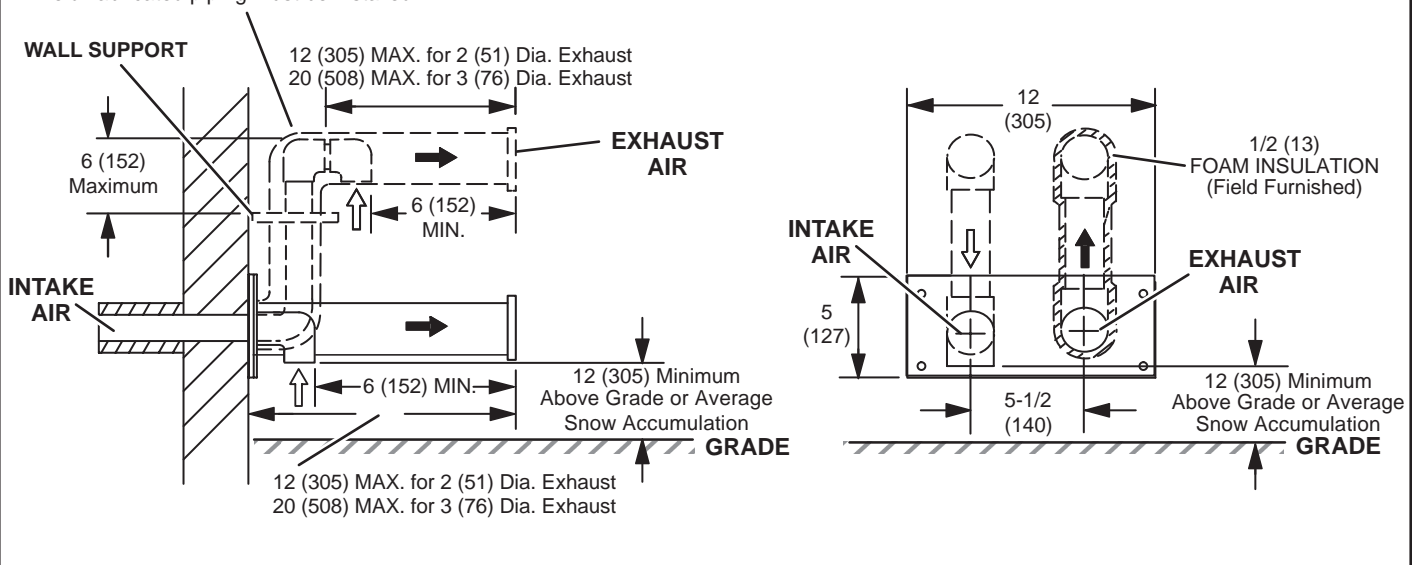 WALL SUPPORT
12 (305) MAX. for 2 (51) Dia. Exhaust
20 (508) MAX. for 3 (76) Dia. Exhaust
6 (152)
Maximum
EXHAUST
AIR
6 (152)
MIN.
INTAKE
AIR
6 (152) MIN.
12 (305) Minimum
Above Grade or Average
Snow Accumulation
GRADE
12 (305) MAX. for 2 (51) Dia. Exhaust
20 (508) MAX. for 3 (76) Dia. Exhaust
12
(305)
1/2 (13)
FOAM INSULATION
(Field Furnished)
INTAKE
AIR
EXHAUST
AIR
5
(127)
5-1/2
(140)
12 (305) Minimum
Above Grade or Average
Snow Accumulation
GRADE